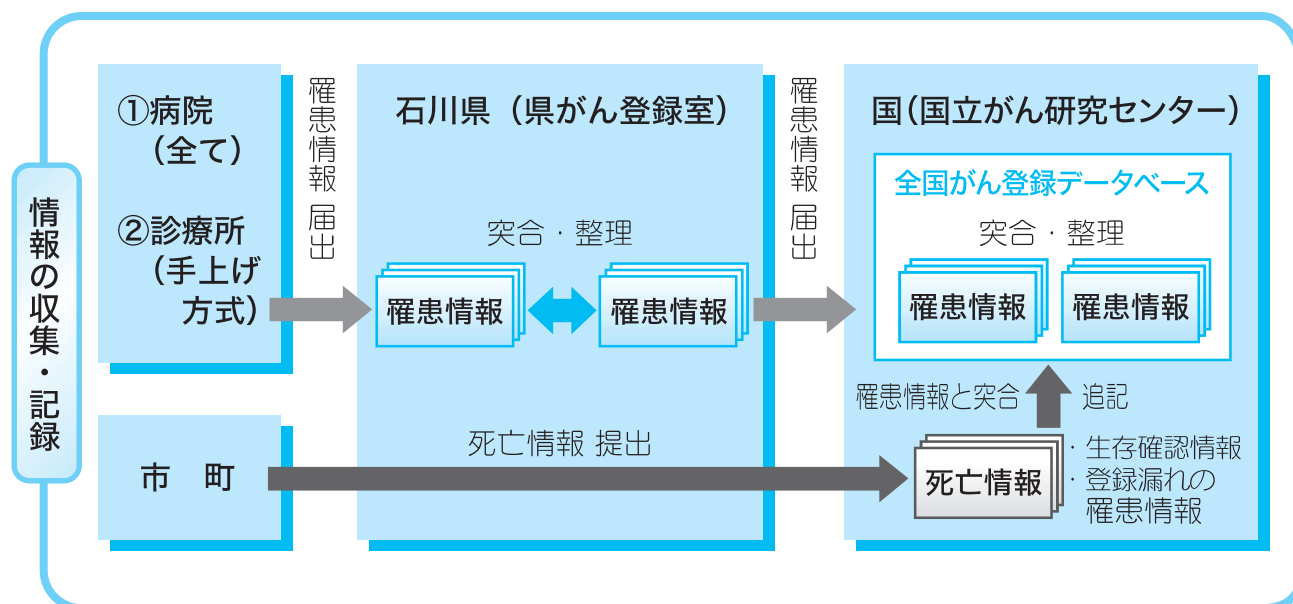 情報の収集・記録
①病院
（全て）
②診療所
（手上げ
方式）
罹患情報 届出
石川県（県がん登録室）
突合・整理
罹患情報
罹患情報
罹患情報 届出
国（国立がん研究センター）
全国がん登録データベース
突合・整理
罹患情報
罹患情報
罹患情報と突合
追記
市 町
死亡情報 提出
死亡情報
・生存確認情報
・登録漏れの
罹患情報